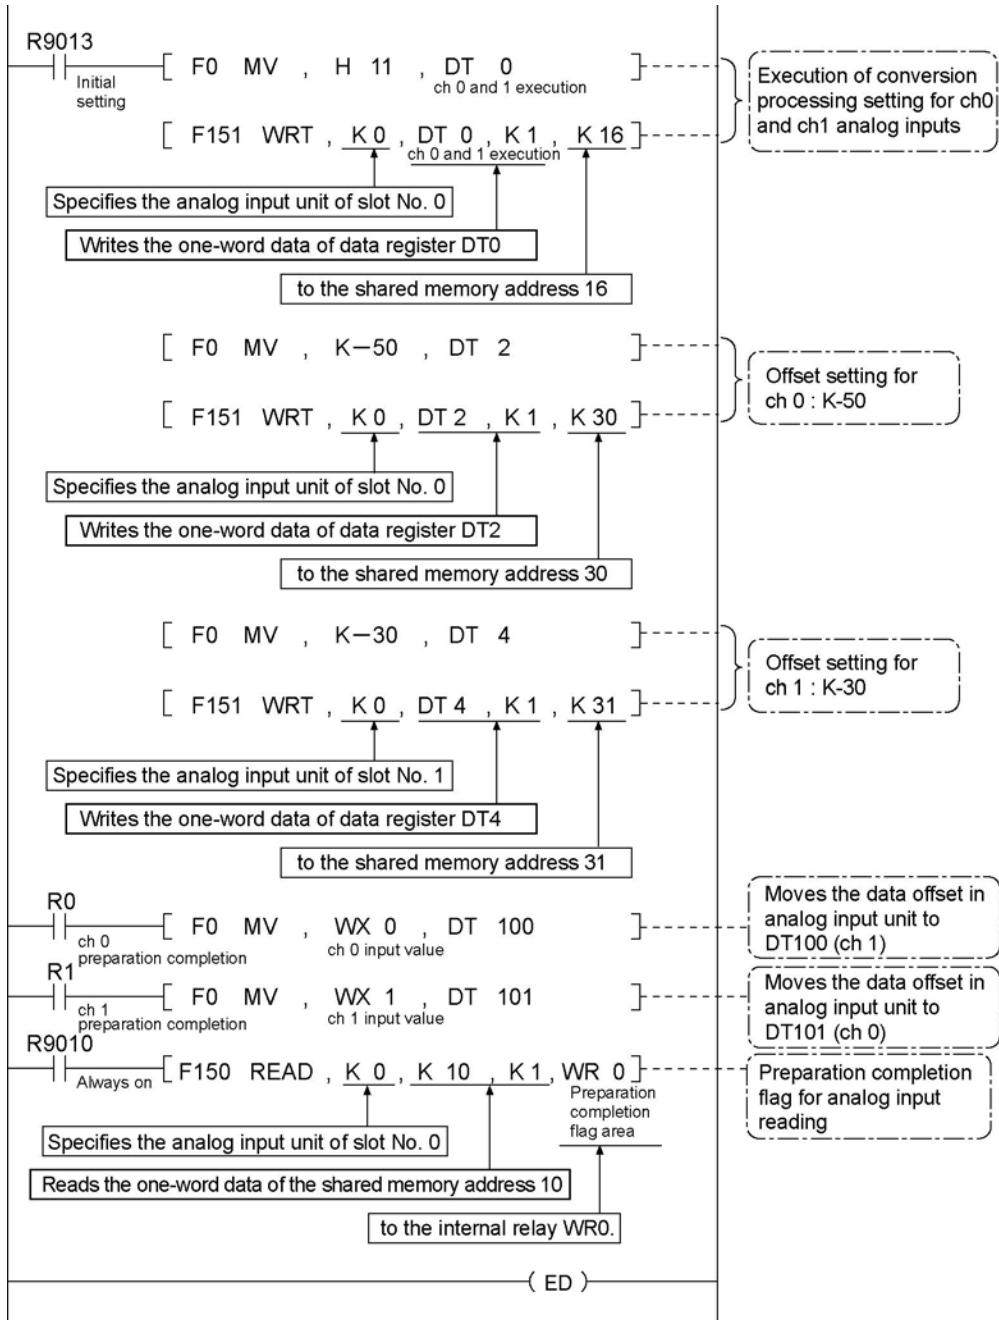 R9013
Initial
setting
[ F0 MV , H 11 , DT 0 ]
ch 0 and 1 execution
Execution of conversion
processing setting for ch0
and ch1 analog inputs
[ F151 WRT , K 0 , DT 0 , K 1 , K 16 ]
ch 0 and 1 execution
Specifies the analog input unit of slot No. 0
Writes the one-word data of data register DT0
to the shared memory address 16
[ F0 MV , K−50 , DT 2 ]
Offset setting for
ch 0 : K-50
[ F151 WRT , K 0 , DT 2 , K 1 , K 30 ]
Specifies the analog input unit of slot No. 0
Writes the one-word data of data register DT2
to the shared memory address 30
[ F0 MV , K−30 , DT 4 ]
Offset setting for
ch 1 : K-30
[ F151 WRT , K 0 , DT 4 , K 1 , K 31 ]
Specifies the analog input unit of slot No. 1
Writes the one-word data of data register DT4
to the shared memory address 31
R0
ch 0
preparation completion
[ F0 MV , WX 0 , DT 100 ]
ch 0 input value
Moves the data offset in
analog input unit to
DT100 (ch 1)
R1
ch 1
preparation completion
[ F0 MV , WX 1 , DT 101 ]
ch 1 input value
Moves the data offset in
analog input unit to
DT101 (ch 0)
R9010
Always on
[ F150 READ , K 0 , K 10 , K 1 , WR 0 ]
Preparation
completion
flag area
Preparation completion
flag for analog input
reading
Specifies the analog input unit of slot No. 0
Reads the one-word data of the shared memory address 10
to the internal relay WR0.
( ED )